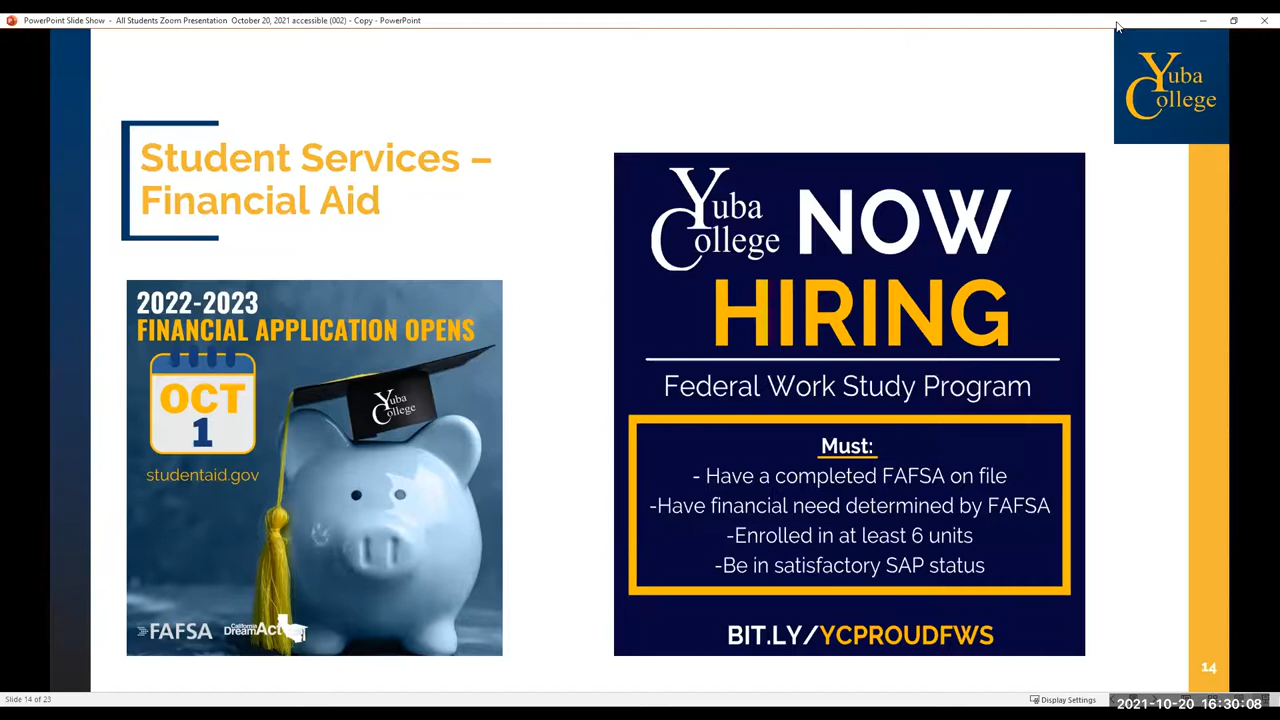 PowerPoint Slide Show - All Students Zoom Presentation October 20, 2021 accessible (002) - Copy - PowerPoint
Yuba
College
Student Services –
Financial Aid
2022-2023
FINANCIAL APPLICATION OPENS
OCT
1
studentaid.gov
Yuba
College
FAFSA
California
DreamAct
Yuba
College
NOW
HIRING
Federal Work Study Program
Must:
- Have a completed FAFSA on file
-Have financial need determined by FAFSA
-Enrolled in at least 6 units
-Be in satisfactory SAP status
BIT.LY/YCPROUDFWS
14
Slide 14 of 23
Display Settings
2021-10-20 16:30:08